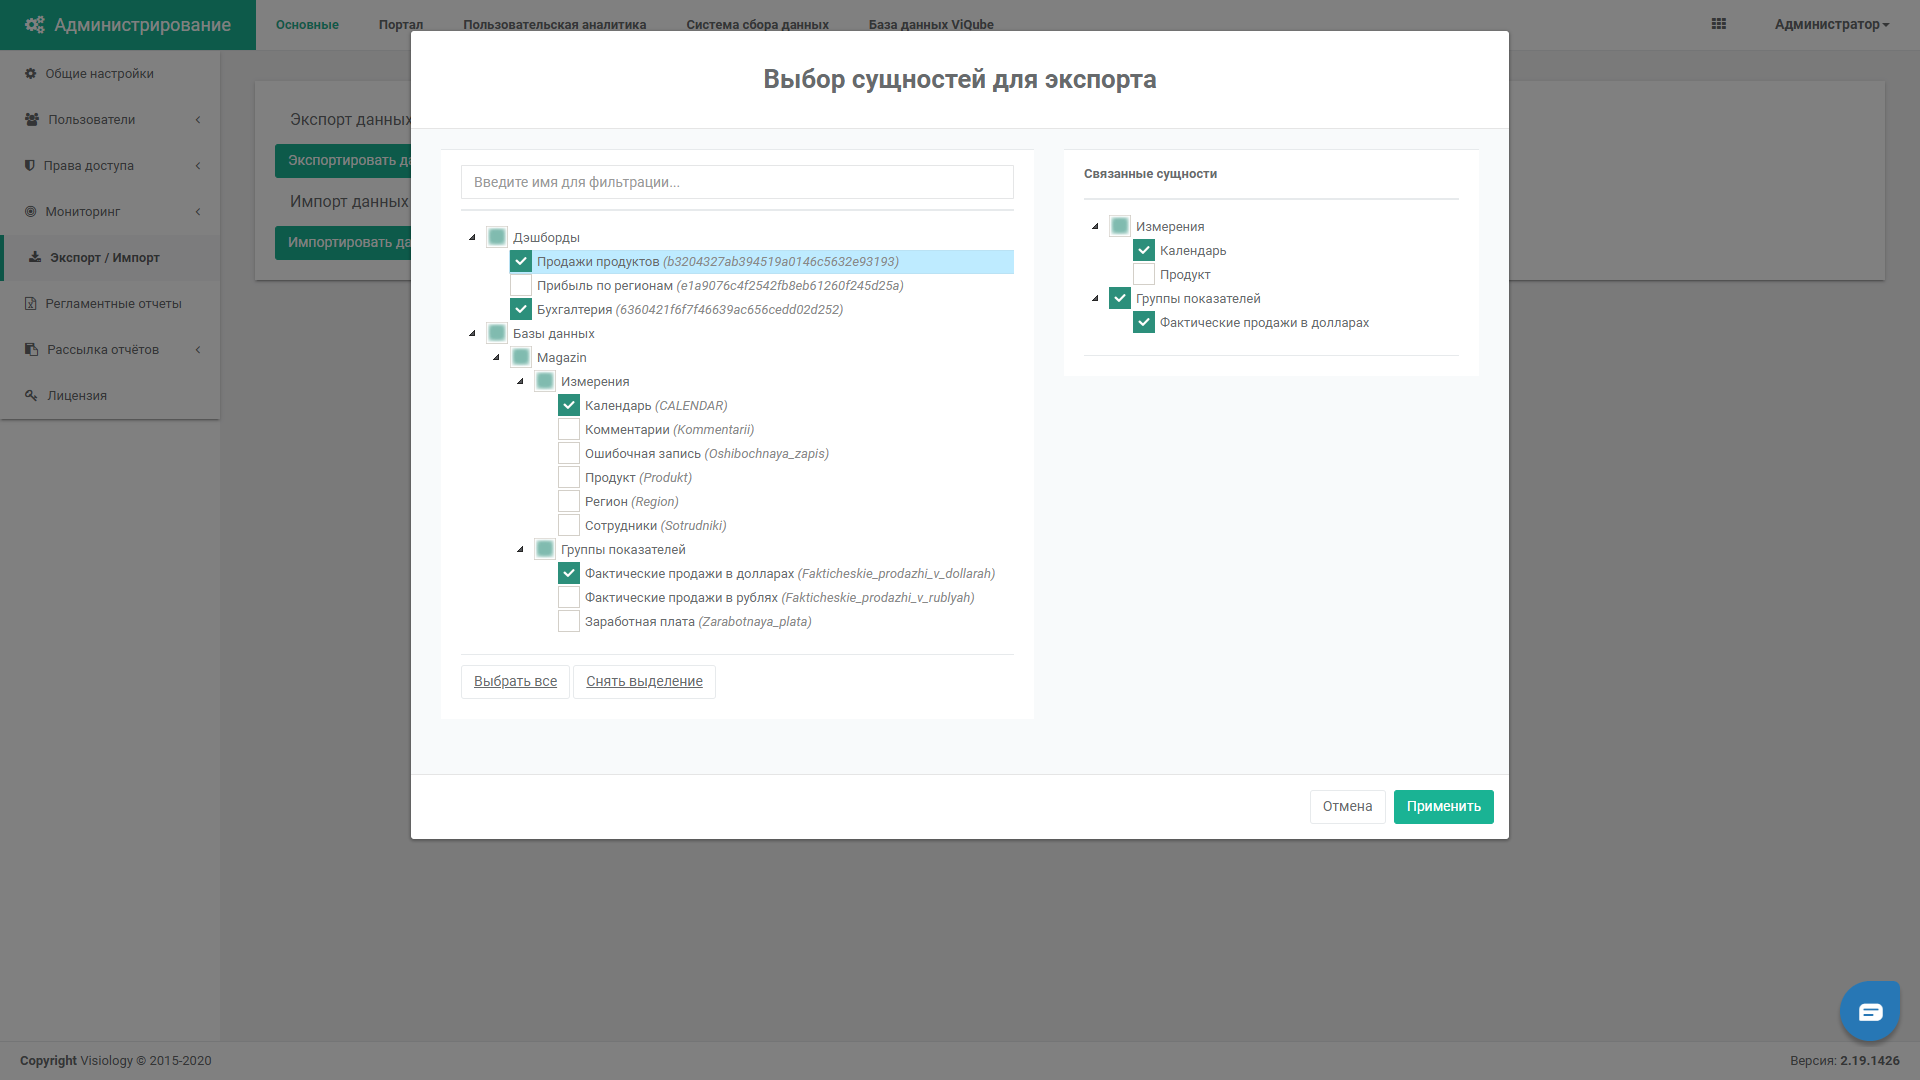 Администрирование
Основные
Портал
Пользовательская аналитика
Система сбора данных
База данных ViQube
Администратор
Общие настройки
Пользователи
Права доступа
Мониторинг
Экспорт / Импорт
Регламентные отчеты
Рассылка отчётов
Лицензия
Экспорт данных
Экспортировать да
Импорт данных
Импортировать да
Выбор сущностей для экспорта
Введите имя для фильтрации...
Дэшборды
Продажи продуктов (b3204327ab394519a0146c5632e93193)
Прибыль по регионам (e1a9076c4f2542fb8eb61260f245d25a)
Бухгалтерия (6360421f6f7f46639ac656cedd02d252)
Базы данных
Magazin
Измерения
Календарь (CALENDAR)
Комментарии (Kommentarii)
Ошибочная запись (Oshibochnaya_zapis)
Продукт (Produkt)
Регион (Region)
Сотрудники (Sotrudniki)
Группы показателей
Фактические продажи в долларах (Fakticheskie_prodazhi_v_dollarah)
Фактические продажи в рублях (Fakticheskie_prodazhi_v_rublyah)
Заработная плата (Zarabotnaya_plata)
Выбрать все
Снять выделение
Связанные сущности
Измерения
Календарь
Продукт
Группы показателей
Фактические продажи в долларах
Отмена
Применить
Copyright Visiology © 2015-2020
Версия: 2.19.1426